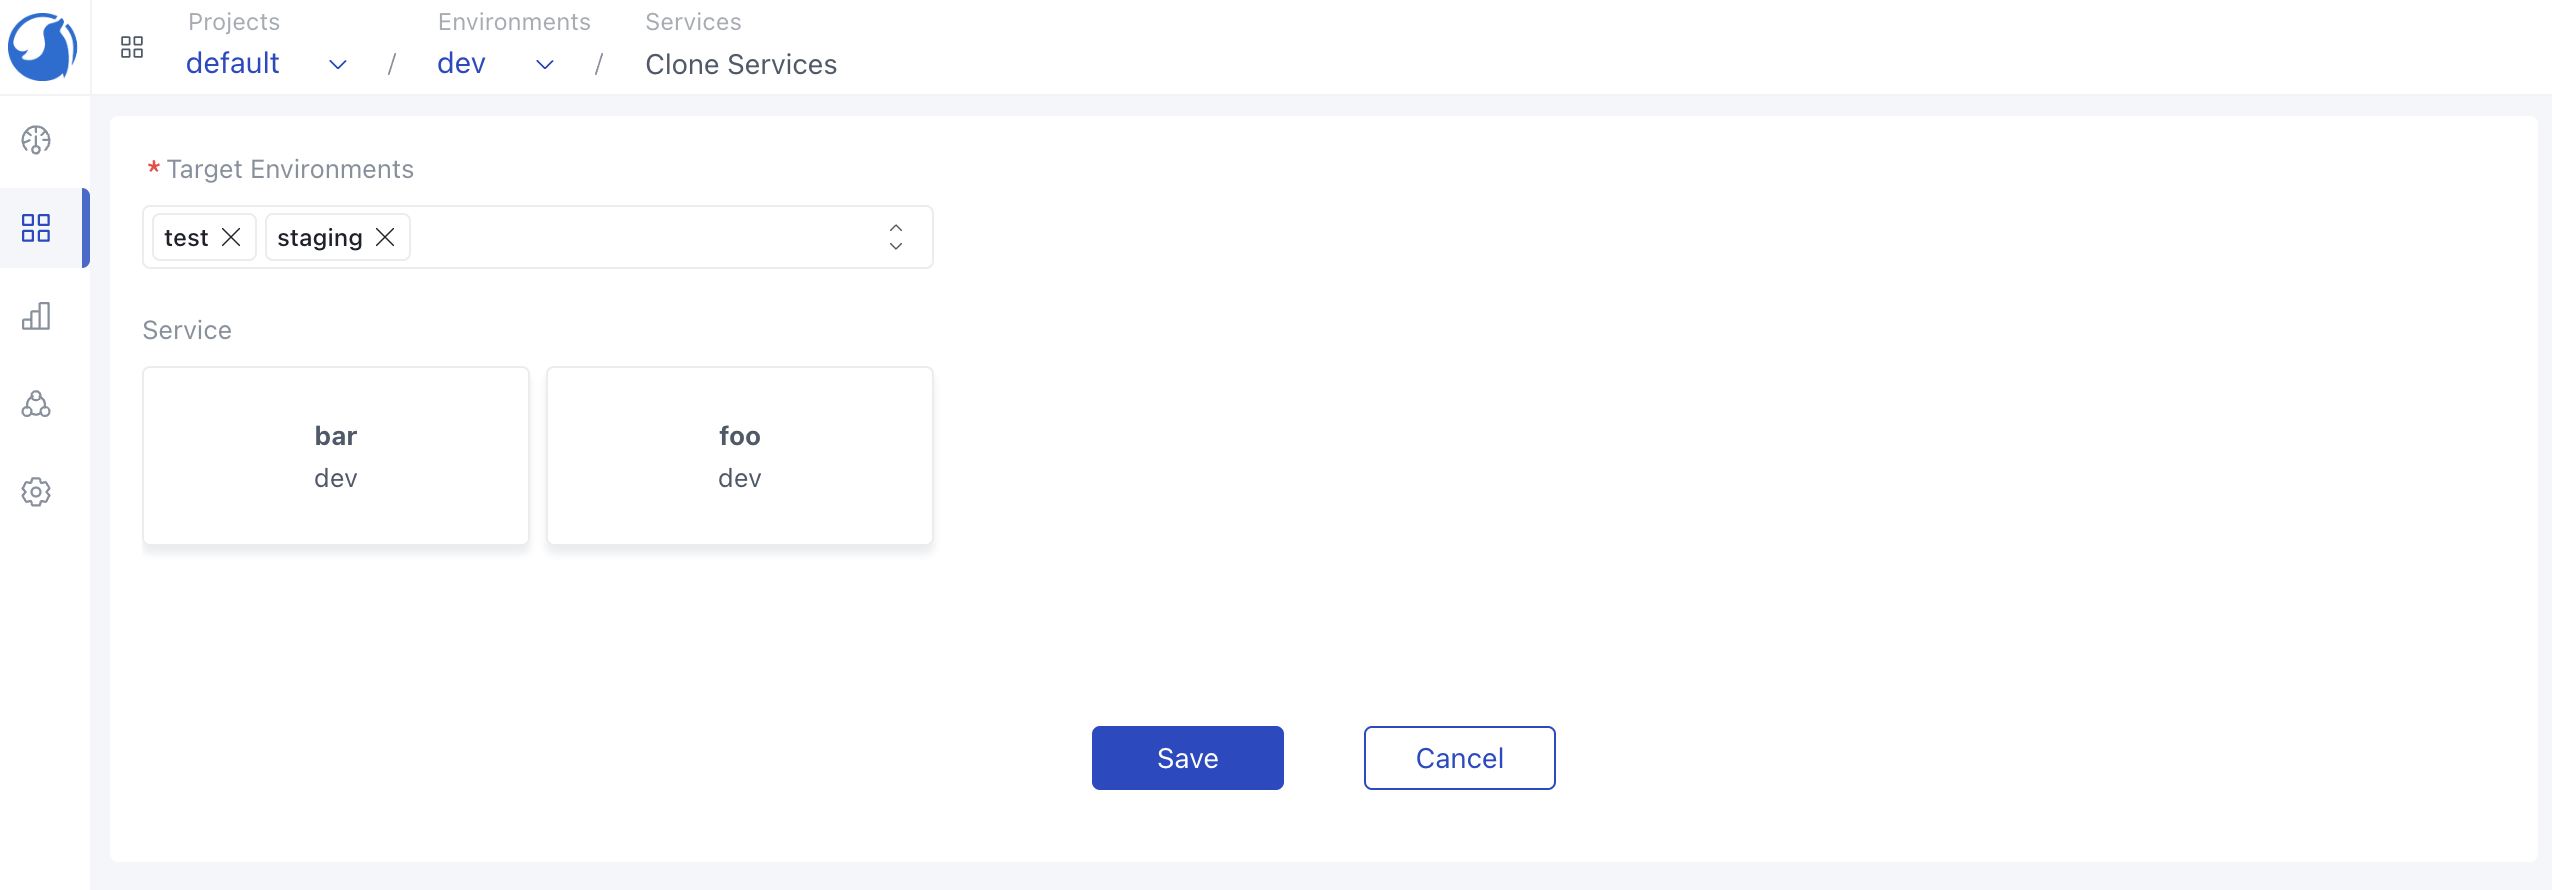 Projects
default
/
Environments
dev
/
Services
Clone Services
* Target Environments
test
staging
Service
bar
dev
foo
dev
Save
Cancel